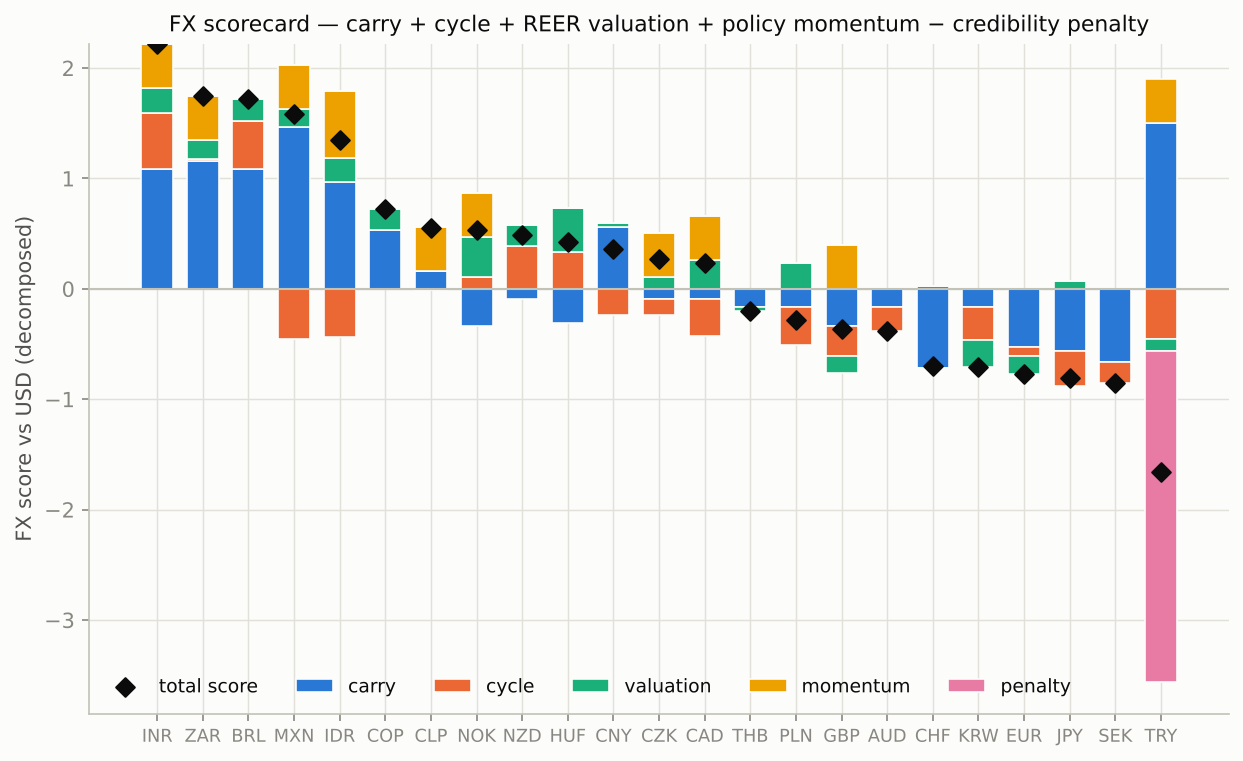 FX scorecard — carry + cycle + REER valuation + policy momentum − credibility penalty
FX score vs USD (decomposed)
2
1
0
−1
−2
−3
total score carry cycle valuation momentum penalty
INR ZAR BRL MXN IDR COP CLP NOK NZD HUF CNY CZK CAD THB PLN GBP AUD CHF KRW EUR JPY SEK TRY